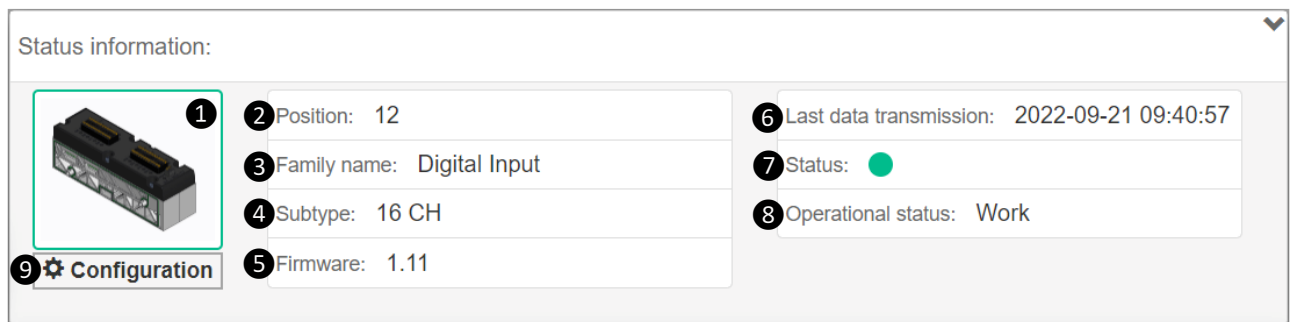 Status information:
1
2 Position: 12
3 Family name: Digital Input
4 Subtype: 16 CH
5 Firmware: 1.11
6 Last data transmission: 2022-09-21 09:40:57
7 Status:
8 Operational status: Work
9 Configuration